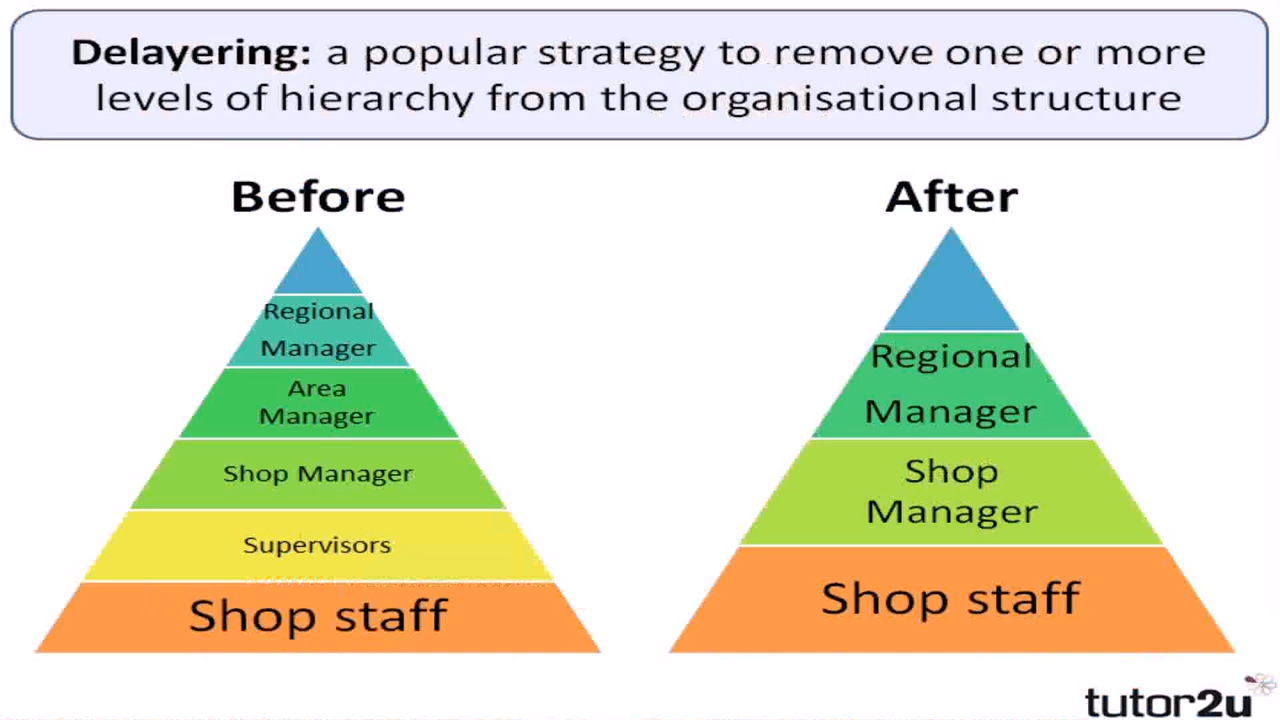 Delayering: a popular strategy to remove one or more
levels of hierarchy from the organisational structure
Before
Regional
Manager
Area
Manager
Shop Manager
Supervisors
Shop staff
After
Regional
Manager
Shop
Manager
Shop staff
tutor2u